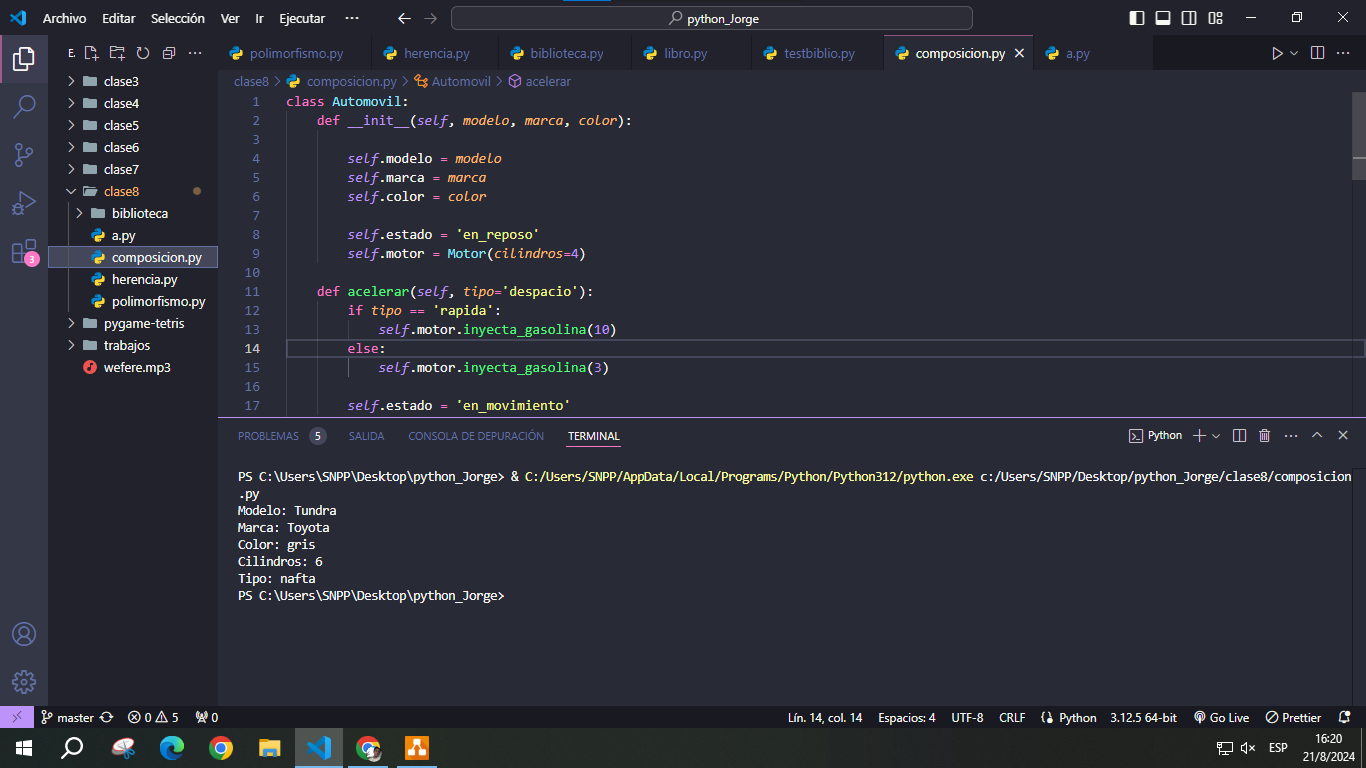 Archivo Editar Selección Ver Ir Ejecutar ··· python_Jorge
E
polimorfismo.py herencia.py biblioteca.py libro.py testbiblio.py composicion.py a.py
clase8 > composicion.py > Automovil > acelerar
clase3
clase4
clase5
clase6
clase7
clase8
biblioteca
a.py
composicion.py
herencia.py
polimorfismo.py
pygame-tetris
trabajos
wefere.mp3
3
1 class Automovil:
2 def __init__(self, modelo, marca, color):
3
4 self.modelo = modelo
5 self.marca = marca
6 self.color = color
7
8 self.estado = 'en_reposo'
9 self.motor = Motor(cilindros=4)
10
11 def acelerar(self, tipo='despacio'):
12 if tipo == 'rapida':
13 self.motor.inyecta_gasolina(10)
14 else:
15 self.motor.inyecta_gasolina(3)
16
17 self.estado = 'en_movimiento'
PROBLEMAS 5 SALIDA CONSOLA DE DEPURACIÓN TERMINAL Python
PS C:\Users\SNPP\Desktop\python_Jorge> & C:/Users/SNPP/AppData/Local/Programs/Python/Python312/python.exe c:/Users/SNPP/Desktop/python_Jorge/clase8/composicion
.py
Modelo: Tundra
Marca: Toyota
Color: gris
Cilindros: 6
Tipo: nafta
PS C:\Users\SNPP\Desktop\python_Jorge>
master 0 5 0 Lín. 14, col. 14 Espacios: 4 UTF-8 CRLF Python 3.12.5 64-bit Go Live Prettier
ESP 16:20
21/8/2024